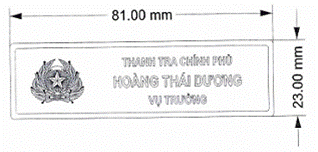 81.00 mm
THANH TRA CHÍNH PHỦ
HOÀNG THÁI DƯƠNG
VỤ TRƯỞNG
23.00 mm